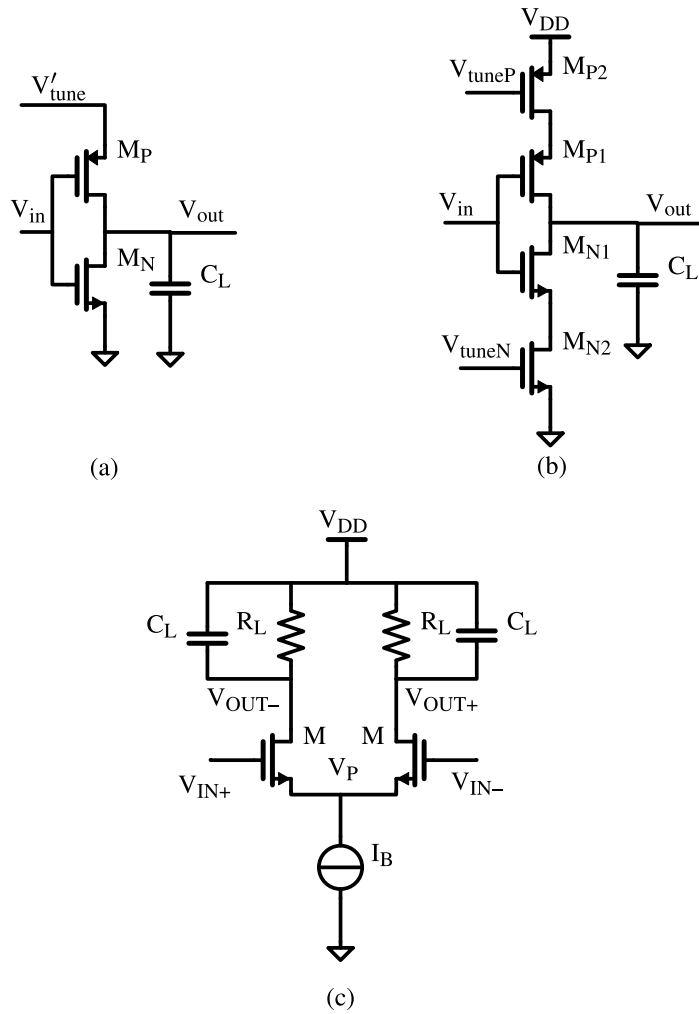 V′tune
MP
Vin
Vout
MN
CL
(a)
VDD
VtuneP
MP2
MP1
Vin
Vout
MN1
CL
VtuneN
MN2
(b)
VDD
CL RL RL CL
VOUT− VOUT+
M M
VIN+ VP VIN−
IB
(c)